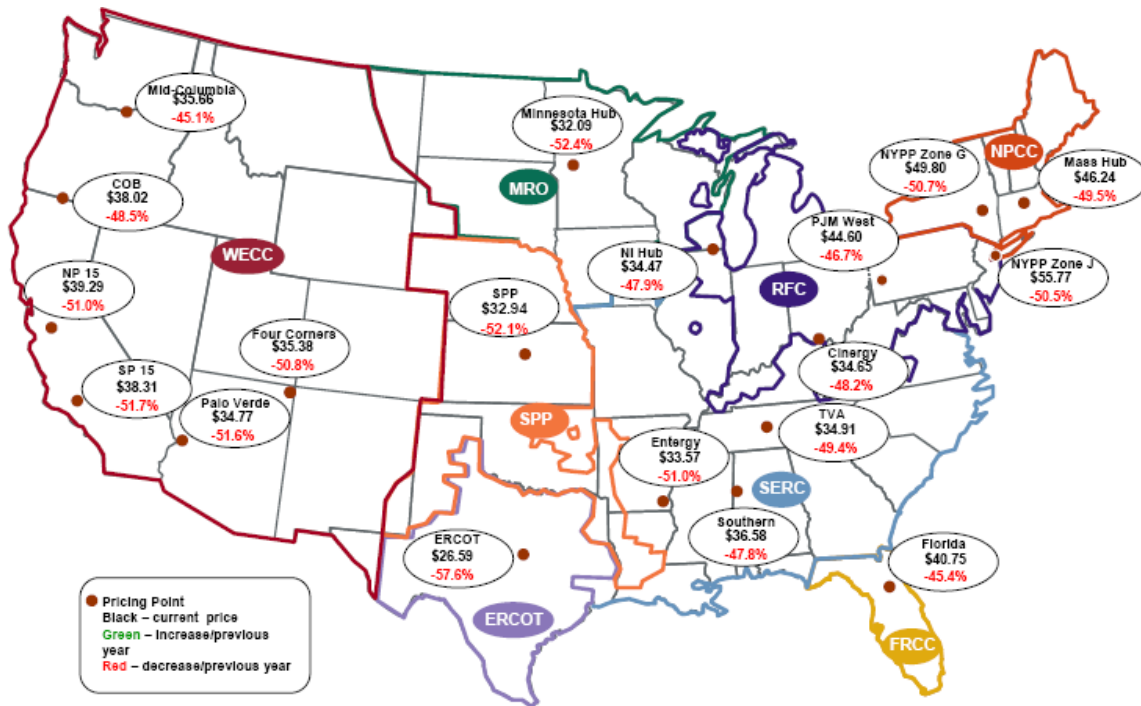 Mid-Columbia
$35.66
-45.1%
Minnesota Hub
$32.09
-52.4%
NYPP Zone G
$49.80
-50.7%
NPCC
Mass Hub
$46.24
-49.5%
COB
$38.02
-48.5%
MRO
WECC
NI Hub
$34.47
-47.9%
PJM West
$44.60
-46.7%
NYPP Zone J
$55.77
-50.5%
NP 15
$39.29
-51.0%
SPP
$32.94
-52.1%
RFC
Four Corners
$35.38
-50.8%
SP 15
$38.31
-51.7%
Palo Verde
$34.77
-51.6%
Cinergy
$34.65
-48.2%
SPP
TVA
$34.91
-49.4%
Entergy
$33.57
-51.0%
SERC
Southern
$36.58
-47.8%
ERCOT
$26.59
-57.6%
Florida
$40.75
-45.4%
ERCOT
FRCC
Pricing Point
Black – current price
Green – Increase/previous
year
Red – decrease/previous year